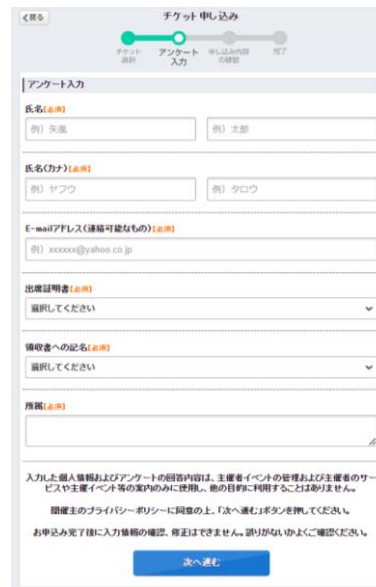 <戻る
チケット申し込み
チケット
選択
アンケート
入力
申し込み内容
の確認
完了
アンケート入力
氏名[必須]
例）矢風
例）太郎
氏名(カナ)[必須]
例）ヤフウ
例）タロウ
E-mailアドレス(連絡可能なもの)[必須]
例）xxxxxx@yahoo.co.jp
出席証明書[必須]
選択してください
領収書への記名[必須]
選択してください
所属[必須]
入力した個人情報およびアンケートの回答内容は、主催者イベントの管理および主催者のサー
ビスや主催イベント等の案内のみに使用し、他の目的に利用することはありません。
開催主のプライバシーポリシーに同意の上、「次へ進む」ボタンを押してください。
お申込み完了後に入力情報の確認、修正はできません。誤りがないかよくご確認ください。
次へ進む